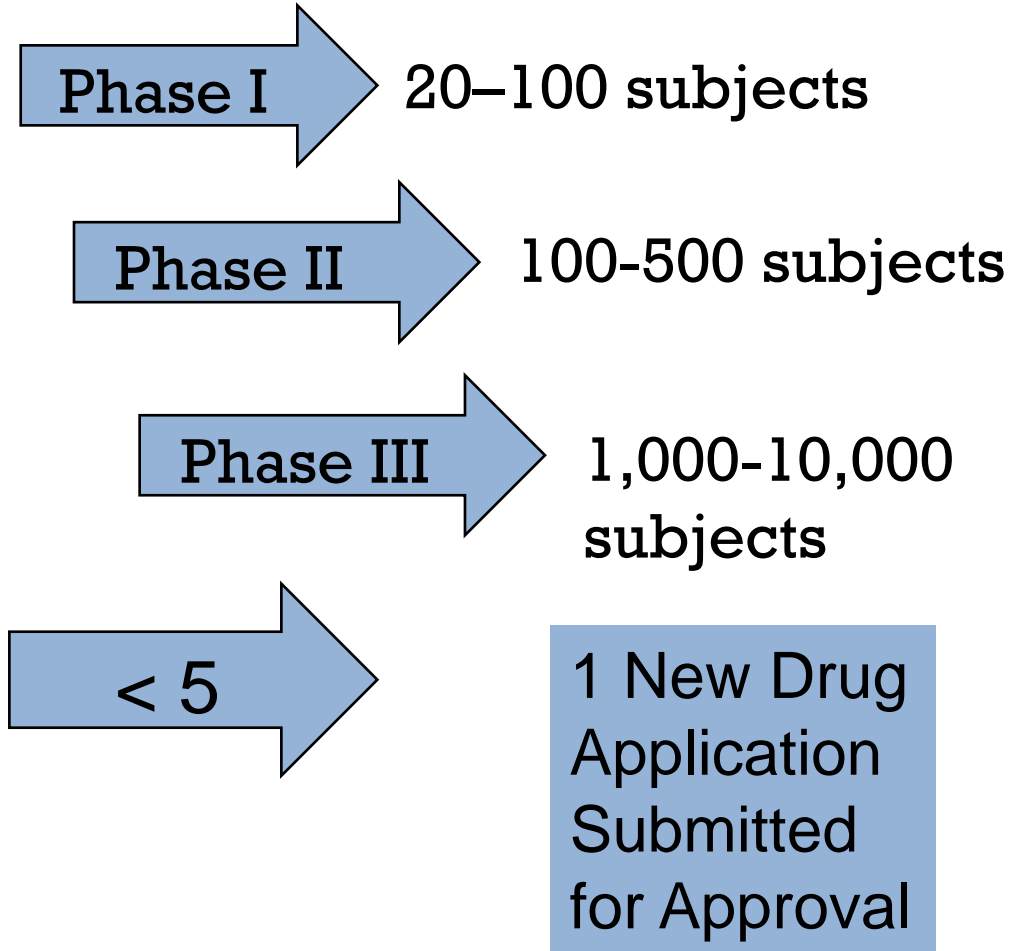 Phase I
20–100 subjects
Phase II
100-500 subjects
Phase III
1,000-10,000
subjects
< 5
1 New Drug
Application
Submitted
for Approval